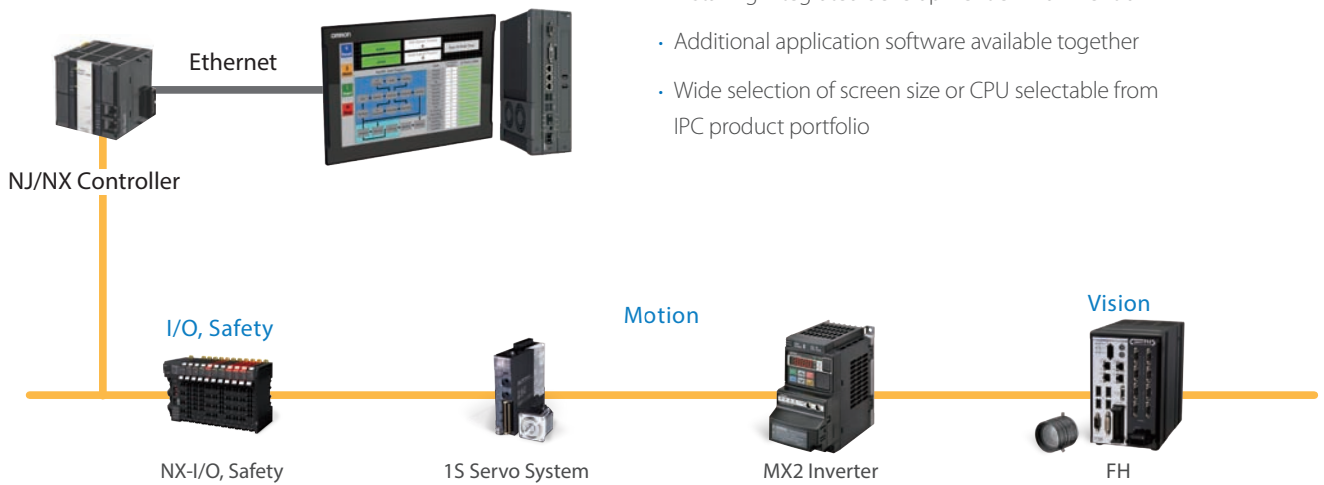 • Additional application software available together
• Wide selection of screen size or CPU selectable from
IPC product portfolio
OMRON
Ethernet
NJ/NX Controller
I/O, Safety
Motion
Vision
NX-I/O, Safety
1S Servo System
MX2 Inverter
FH